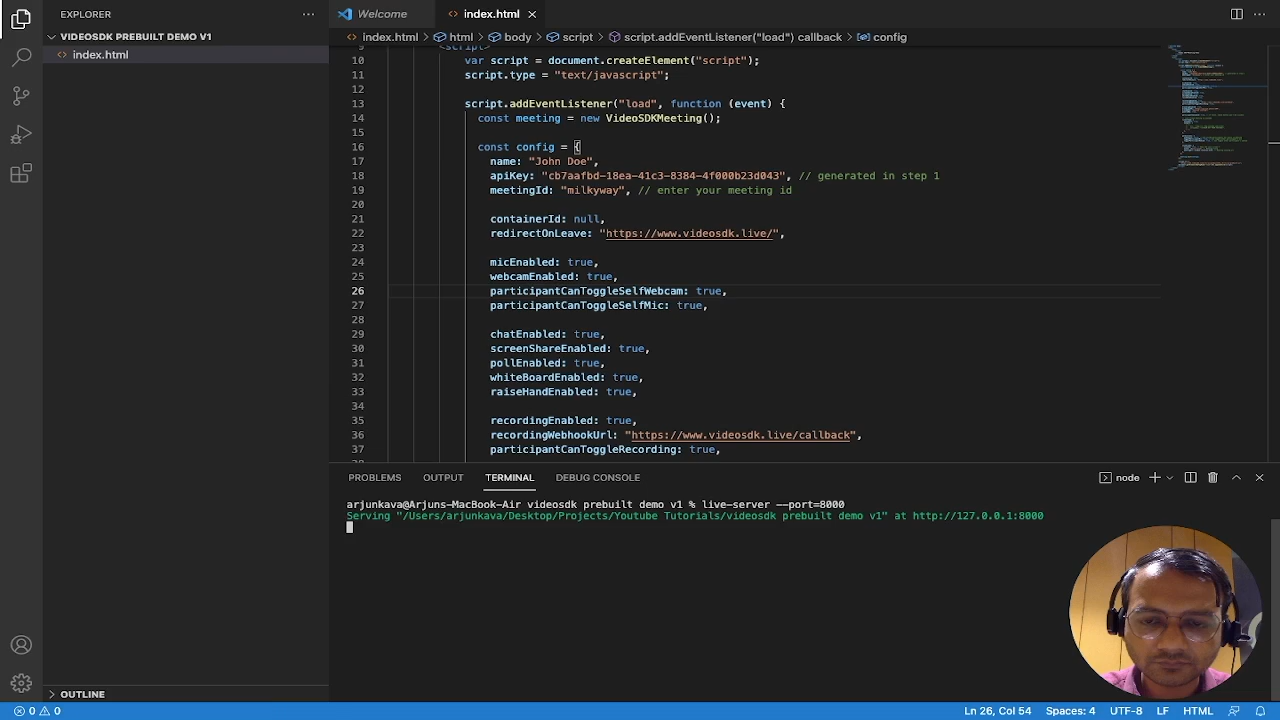 EXPLORER
VIDEOSDK PREBUILT DEMO V1
index.html
OUTLINE
Welcome
index.html
index.html html body script script.addEventListener("load") callback config
9 <script>
10 var script = document.createElement("script");
11 script.type = "text/javascript";
12
13 script.addEventListener("load", function (event) {
14 const meeting = new VideoSDKMeeting();
15
16 const config = {
17 name: "John Doe",
18 apiKey: "cb7aafbd-18ea-41c3-8384-4f000b23d043", // generated in step 1
19 meetingId: "milkyway", // enter your meeting id
20
21 containerId: null,
22 redirectOnLeave: "https://www.videosdk.live/",
23
24 micEnabled: true,
25 webcamEnabled: true,
26 participantCanToggleSelfWebcam: true,
27 participantCanToggleSelfMic: true,
28
29 chatEnabled: true,
30 screenShareEnabled: true,
31 pollEnabled: true,
32 whiteBoardEnabled: true,
33 raiseHandEnabled: true,
34
35 recordingEnabled: true,
36 recordingWebhookUrl: "https://www.videosdk.live/callback",
37 participantCanToggleRecording: true,
PROBLEMS OUTPUT TERMINAL DEBUG CONSOLE node
arjunkava@Arjuns-MacBook-Air videosdk prebuilt demo v1 % live-server --port=8000
Serving "/Users/arjunkava/Desktop/Projects/Youtube Tutorials/videosdk prebuilt demo v1" at http://127.0.0.1:8000
0 0 Ln 26, Col 54 Spaces: 4 UTF-8 LF HTML